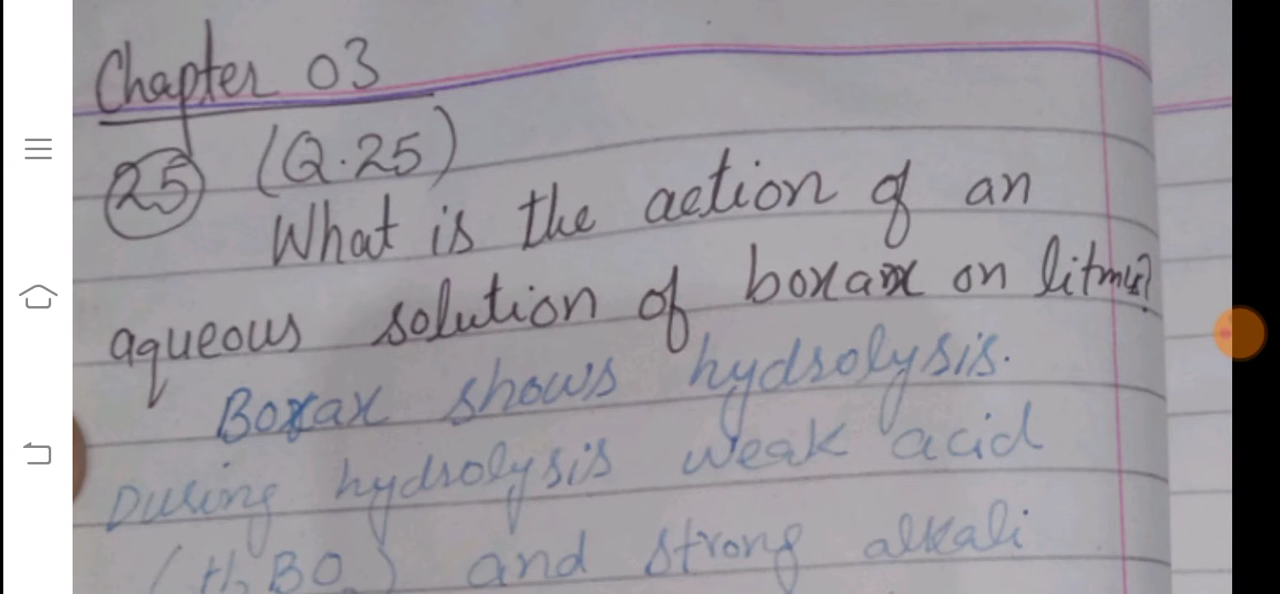 Chapter 03
25 (Q.25)
What is the action of an
aqueous solution of borax on litmus?
Borax shows hydrolysis.
During hydrolysis weak acid
(H3BO3) and strong alkali